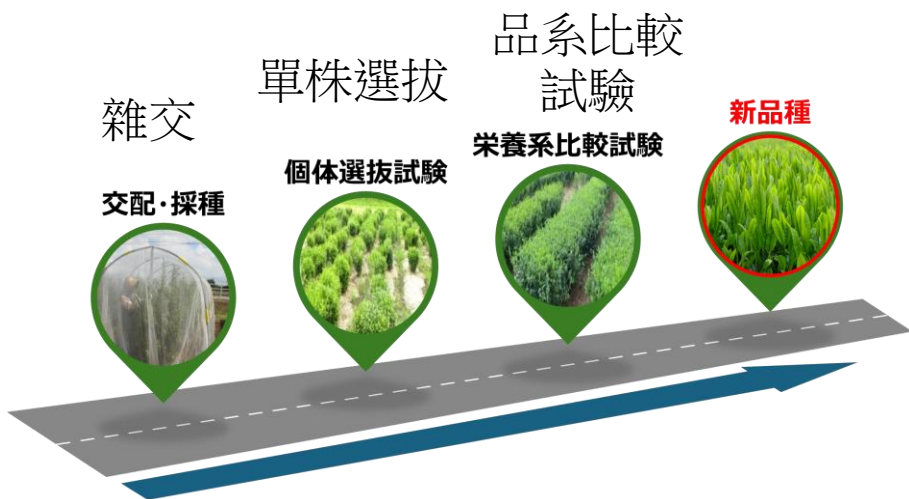 雜交
交配･採種
單株選拔
個体選抜試験
品系比較
試驗
栄養系比較試験
新品種